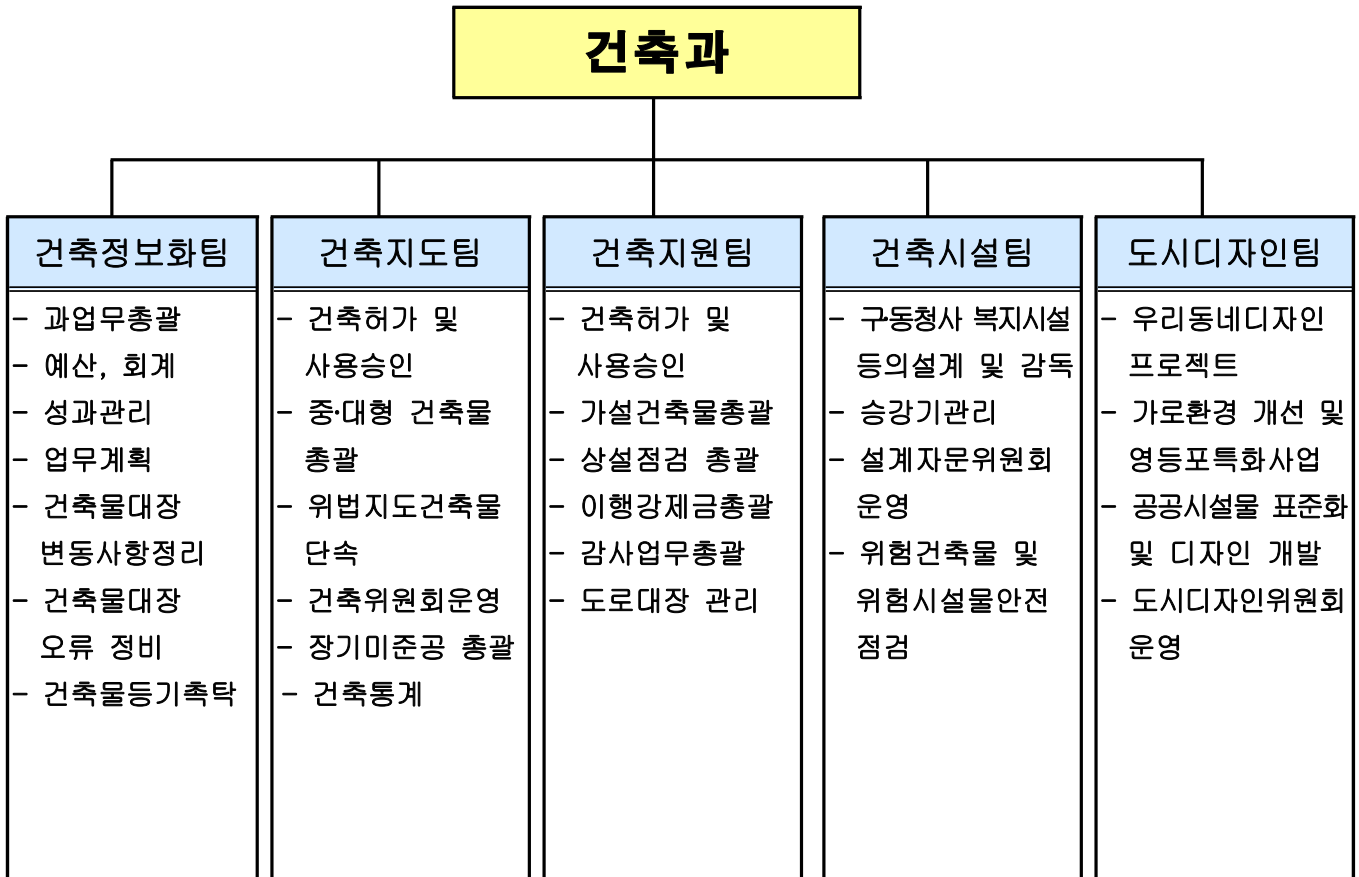 건축과
건축정보화팀
- 과업무총괄
- 예산, 회계
- 성과관리
- 업무계획
- 건축물대장
변동사항정리
- 건축물대장
오류 정비
- 건축물등기촉탁
건축지도팀
- 건축허가 및
사용승인
- 중·대형 건축물
총괄
- 위법지도건축물
단속
- 건축위원회운영
- 장기미준공 총괄
- 건축통계
건축지원팀
- 건축허가 및
사용승인
- 가설건축물총괄
- 상설점검 총괄
- 이행강제금총괄
- 감사업무총괄
- 도로대장 관리
건축시설팀
- 구·동청사 복지시설
등의설계 및 감독
- 승강기관리
- 설계자문위원회
운영
- 위험건축물 및
위험시설물안전
점검
도시디자인팀
- 우리동네디자인
프로젝트
- 가로환경 개선 및
영등포특화사업
- 공공시설물 표준화
및 디자인 개발
- 도시디자인위원회
운영